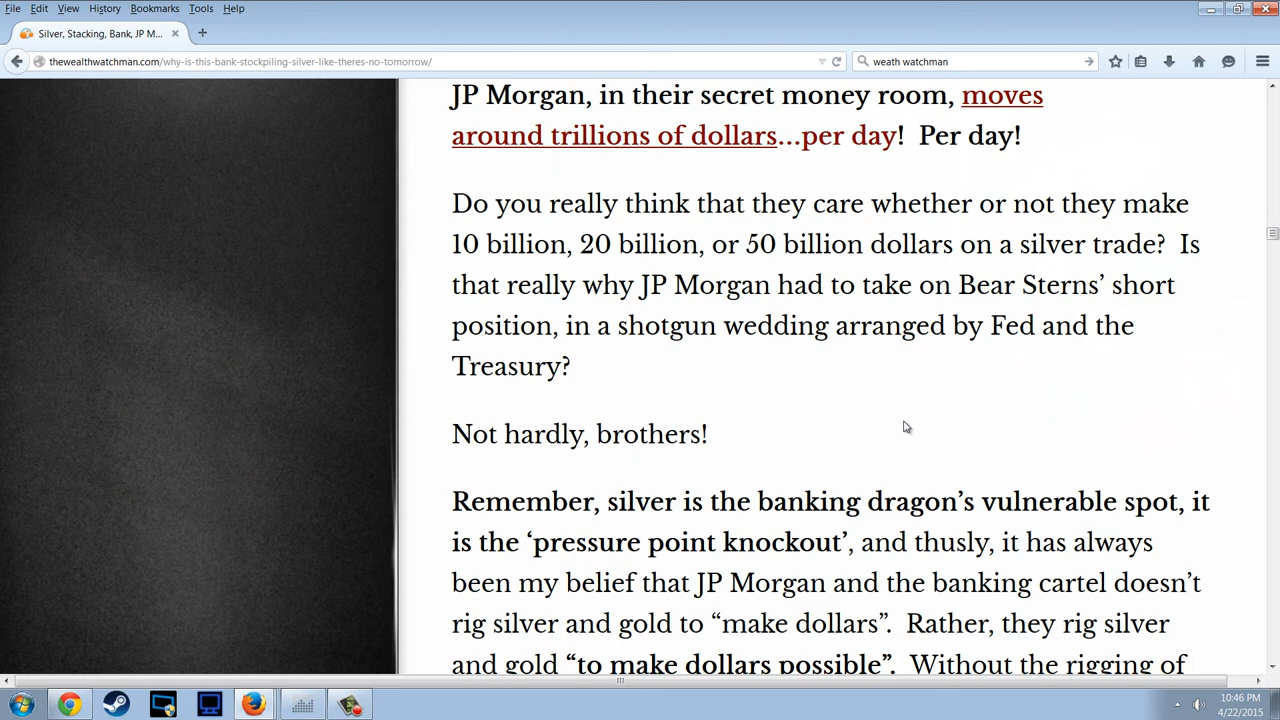 File Edit View History Bookmarks Tools Help
Silver, Stacking, Bank, JP M...
thewealthwatchman.com/why-is-this-bank-stockpiling-silver-like-theres-no-tomorrow/
weath watchman
JP Morgan, in their secret money room, moves
around trillions of dollars…per day!  Per day!
Do you really think that they care whether or not they make
10 billion, 20 billion, or 50 billion dollars on a silver trade?  Is
that really why JP Morgan had to take on Bear Sterns’ short
position, in a shotgun wedding arranged by Fed and the
Treasury?
Not hardly, brothers!
Remember, silver is the banking dragon’s vulnerable spot, it
is the ‘pressure point knockout’, and thusly, it has always
been my belief that JP Morgan and the banking cartel doesn’t
rig silver and gold to “make dollars”.  Rather, they rig silver
and gold “to make dollars possible”.  Without the rigging of
10:46 PM
4/22/2015